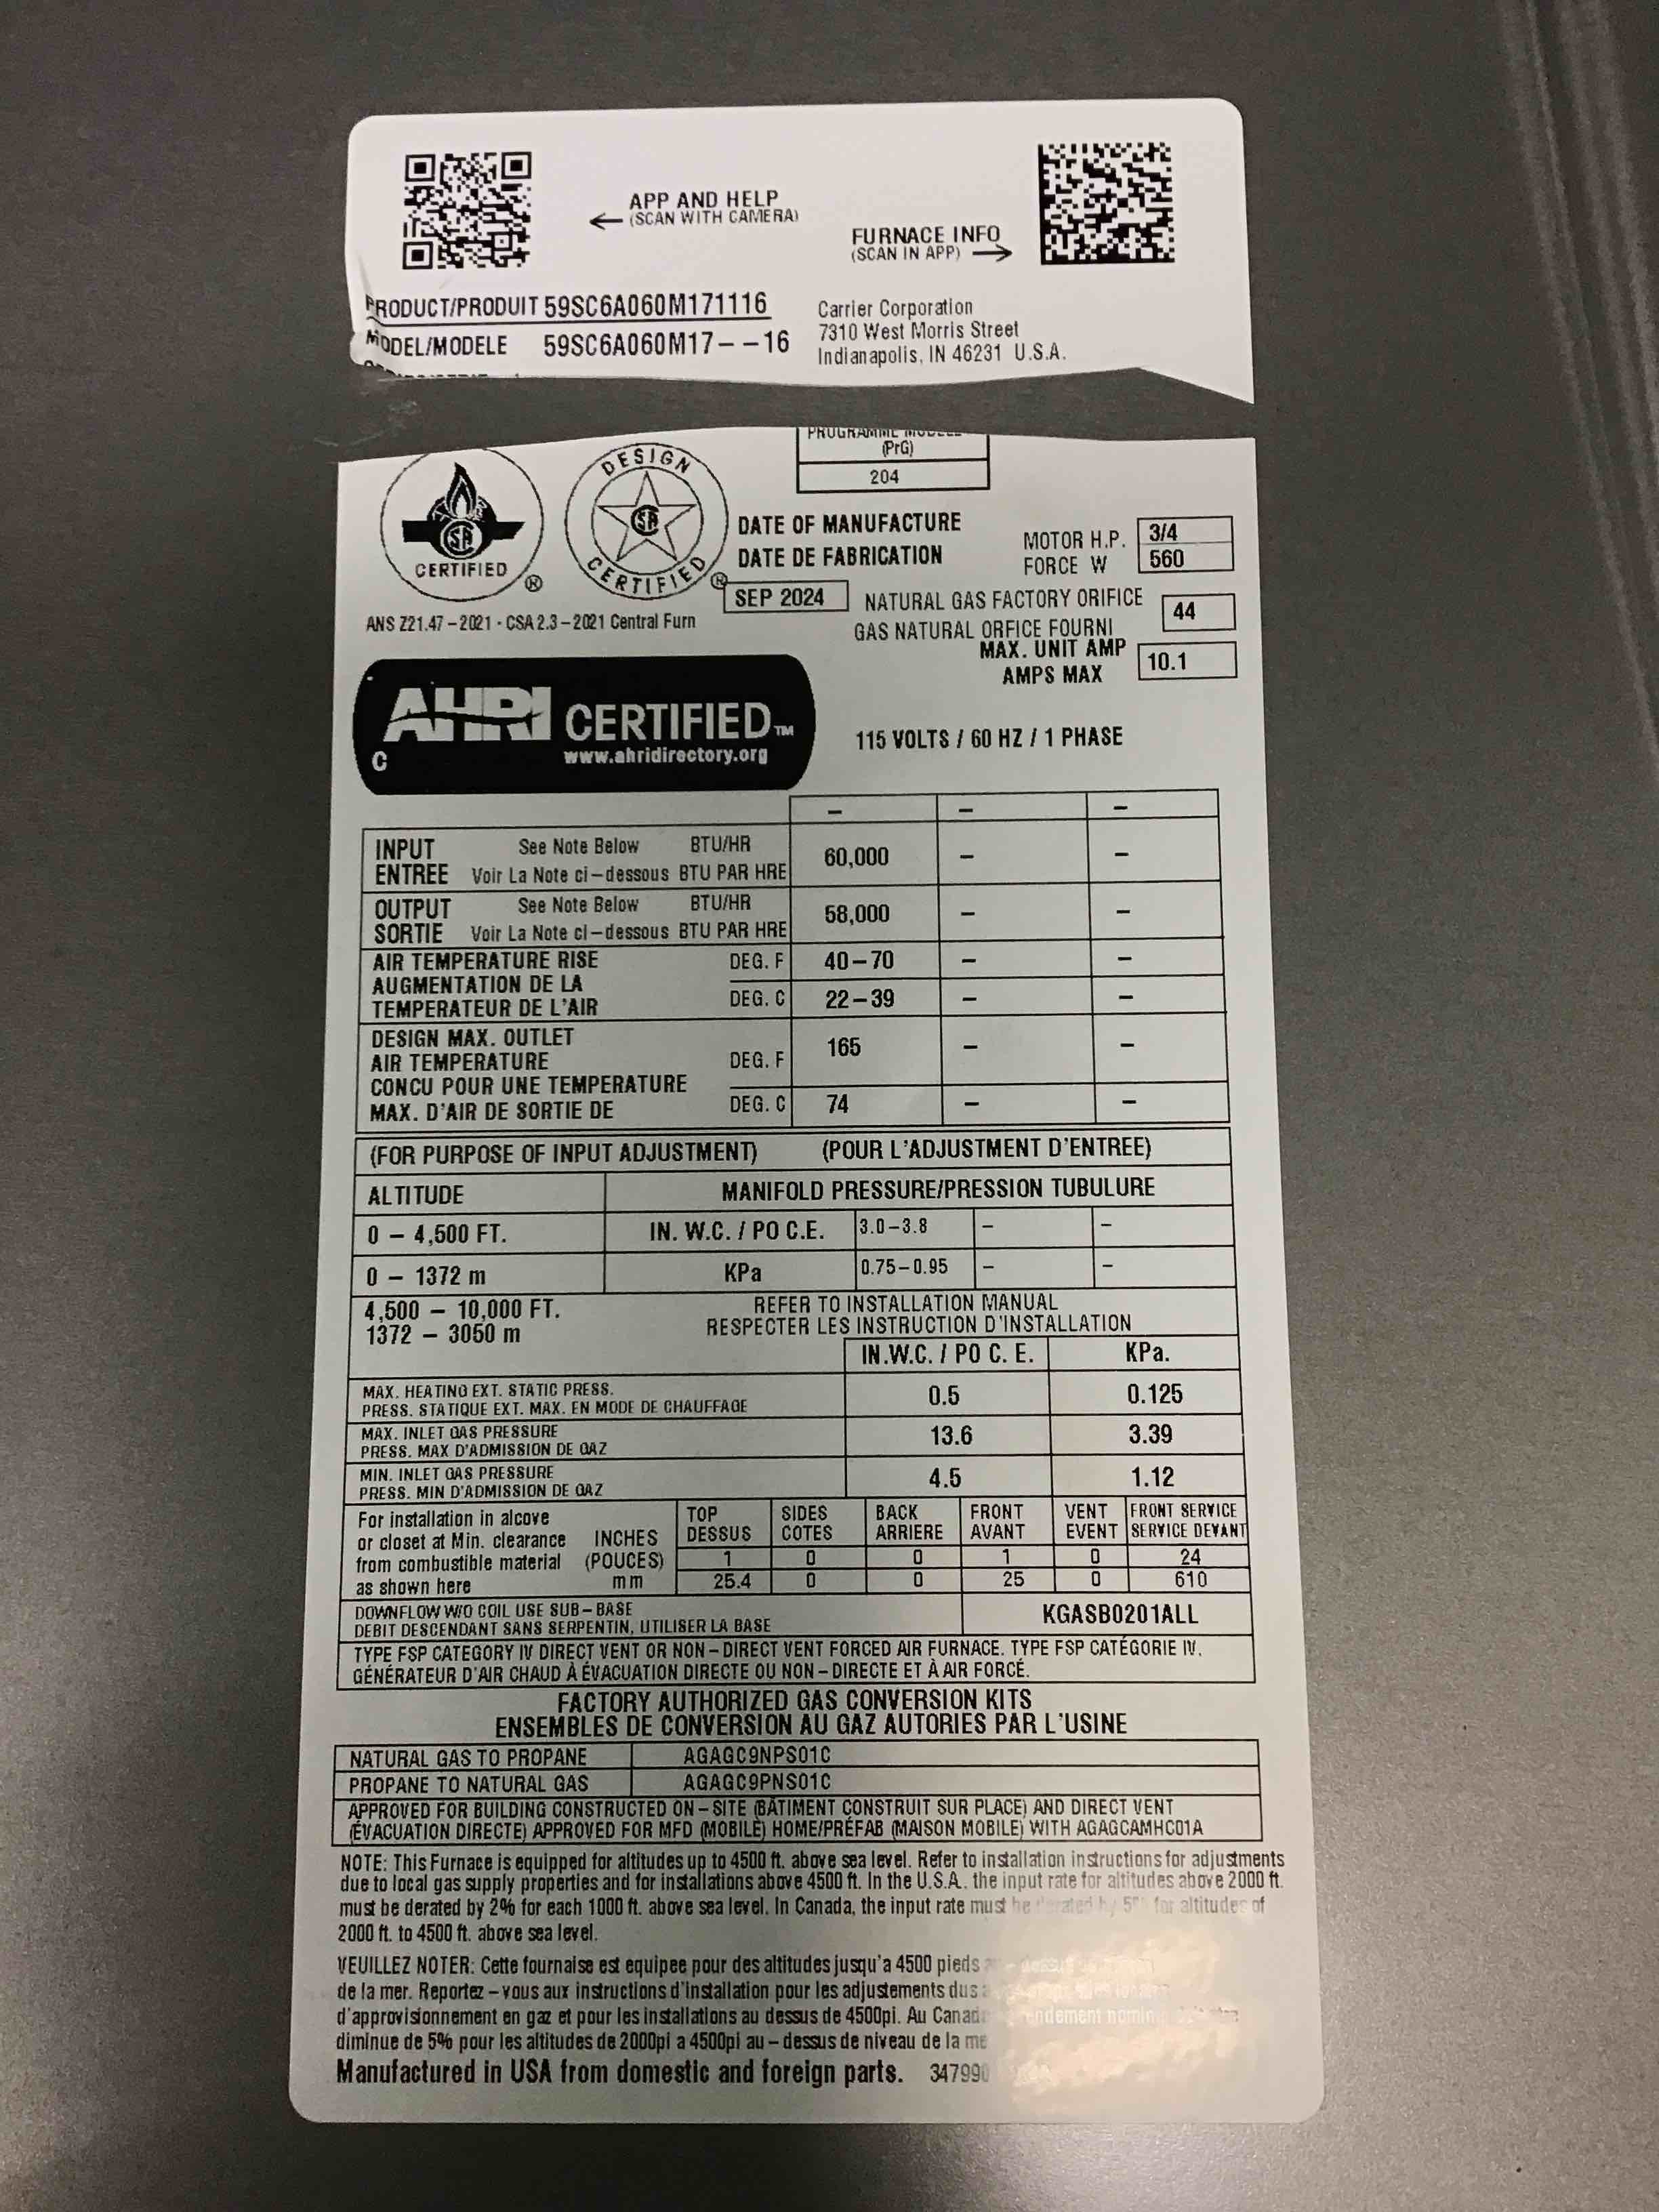 APP AND HELP
(SCAN WITH CAMERA)
FURNACE INFO
(SCAN IN APP)
PRODUCT/PRODUIT 59SC6A060M171116
MODEL/MODELE 59SC6A060M17--16
Carrier Corporation
7310 West Morris Street
Indianapolis, IN 46231 U.S.A.
(PrG)
204
CERTIFIED ®
DESIGN
SA
CERTIFIED ®
DATE OF MANUFACTURE
DATE DE FABRICATION
SEP 2024
MOTOR H.P. 3/4
FORCE W 560
NATURAL GAS FACTORY ORIFICE
GAS NATURAL ORFICE FOURNI
44
MAX. UNIT AMP
AMPS MAX
10.1
ANS Z21.47-2021 · CSA 2.3-2021 Central Furn
AHRI CERTIFIED™
www.ahridirectory.org
C
115 VOLTS / 60 HZ / 1 PHASE
- - -
INPUT See Note Below BTU/HR
ENTREE Voir La Note ci-dessous BTU PAR HRE
60,000 - -
OUTPUT See Note Below BTU/HR
SORTIE Voir La Note ci-dessous BTU PAR HRE
58,000 - -
AIR TEMPERATURE RISE DEG. F 40-70 - -
AUGMENTATION DE LA
TEMPERATEUR DE L'AIR DEG. C 22-39 - -
DESIGN MAX. OUTLET
AIR TEMPERATURE DEG. F 165 - -
CONCU POUR UNE TEMPERATURE
MAX. D'AIR DE SORTIE DE DEG. C 74 - -
(FOR PURPOSE OF INPUT ADJUSTMENT) (POUR L'ADJUSTMENT D'ENTREE)
ALTITUDE MANIFOLD PRESSURE/PRESSION TUBULURE
0 - 4,500 FT. IN. W.C. / PO C.E. 3.0-3.8 - -
0 - 1372 m KPa 0.75-0.95 - -
4,500 - 10,000 FT. REFER TO INSTALLATION MANUAL
1372 - 3050 m RESPECTER LES INSTRUCTION D'INSTALLATION
IN.W.C. / PO C. E. KPa.
MAX. HEATING EXT. STATIC PRESS.
PRESS. STATIQUE EXT. MAX. EN MODE DE CHAUFFAGE
0.5 0.125
MAX. INLET GAS PRESSURE
PRESS. MAX D'ADMISSION DE GAZ
13.6 3.39
MIN. INLET GAS PRESSURE
PRESS. MIN D'ADMISSION DE GAZ
4.5 1.12
For installation in alcove
or closet at Min. clearance
from combustible material
as shown here
INCHES
(POUCES)
mm
TOP SIDES BACK FRONT VENT FRONT SERVICE
DESSUS COTES ARRIERE AVANT EVENT SERVICE DEVANT
1 0 0 1 0 24
25.4 0 0 25 0 610
DOWNFLOW W/O COIL USE SUB-BASE
DEBIT DESCENDANT SANS SERPENTIN, UTILISER LA BASE
KGASB0201ALL
TYPE FSP CATEGORY IV DIRECT VENT OR NON-DIRECT VENT FORCED AIR FURNACE. TYPE FSP CATÉGORIE IV.
GÉNÉRATEUR D'AIR CHAUD À ÉVACUATION DIRECTE OU NON-DIRECTE ET À AIR FORCÉ.
FACTORY AUTHORIZED GAS CONVERSION KITS
ENSEMBLES DE CONVERSION AU GAZ AUTORIES PAR L'USINE
NATURAL GAS TO PROPANE AGAGC9NPS01C
PROPANE TO NATURAL GAS AGAGC9PNS01C
APPROVED FOR BUILDING CONSTRUCTED ON-SITE (BÂTIMENT CONSTRUIT SUR PLACE) AND DIRECT VENT
(ÉVACUATION DIRECTE) APPROVED FOR MFD (MOBILE) HOME/PRÉFAB (MAISON MOBILE) WITH AGAGCAMHC01A
NOTE: This Furnace is equipped for altitudes up to 4500 ft. above sea level. Refer to installation instructions for adjustments
due to local gas supply properties and for installations above 4500 ft. In the U.S.A. the input rate for altitudes above 2000 ft.
must be derated by 2% for each 1000 ft. above sea level. In Canada, the input rate must be derated by 5% for altitudes of
2000 ft. to 4500 ft. above sea level.
VEUILLEZ NOTER: Cette fournaise est equipee pour des altitudes jusqu'a 4500 pieds
de la mer. Reportez-vous aux instructions d'installation pour les adjustements dus
d'approvisionnement en gaz et pour les installations au dessus de 4500pi. Au
diminue de 5% pour les altitudes de 2000pi a 4500pi au-dessus de niveau de la
Manufactured in USA from domestic and foreign parts.